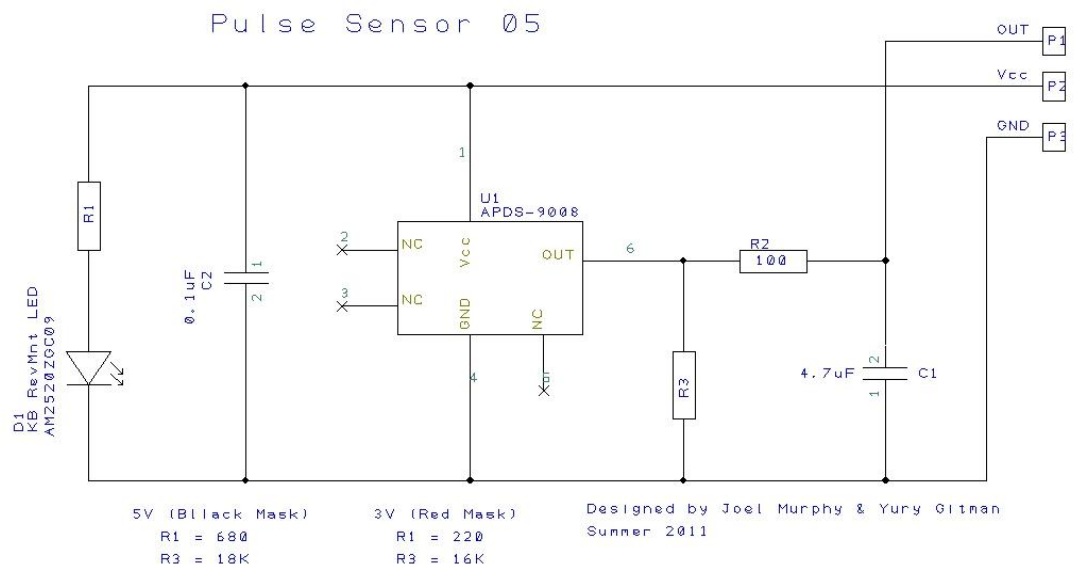 Pulse Sensor 05
OUT
P1
Vcc
P2
GND
P3
1
U1
APDS-9008
R1
2
NC
Vcc
OUT
6
R2
100
3
NC
GND
NC
1
2
0.1uF
C2
4
5
R3
2
1
4.7uF
C1
D1
KB RevMnt LED
AM2520ZGC09
5V (Bllack Mask)
R1 = 680
R3 = 18K
3V (Red Mask)
R1 = 220
R3 = 16K
Designed by Joel Murphy & Yury Gitman
Summer 2011